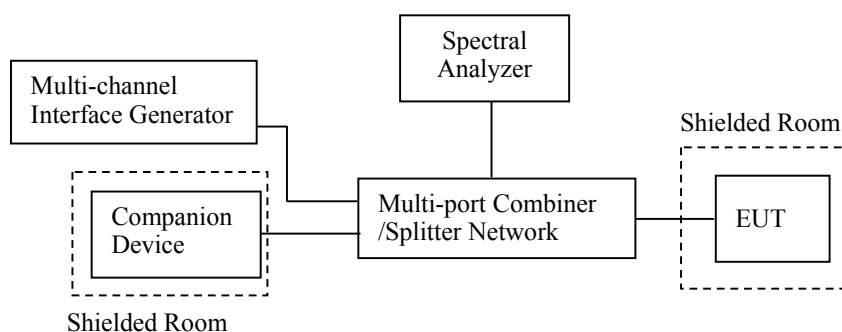 Spectral
Analyzer
Multi-channel
Interface Generator
Shielded Room
Companion
Device
Multi-port Combiner
/Splitter Network
EUT
Shielded Room